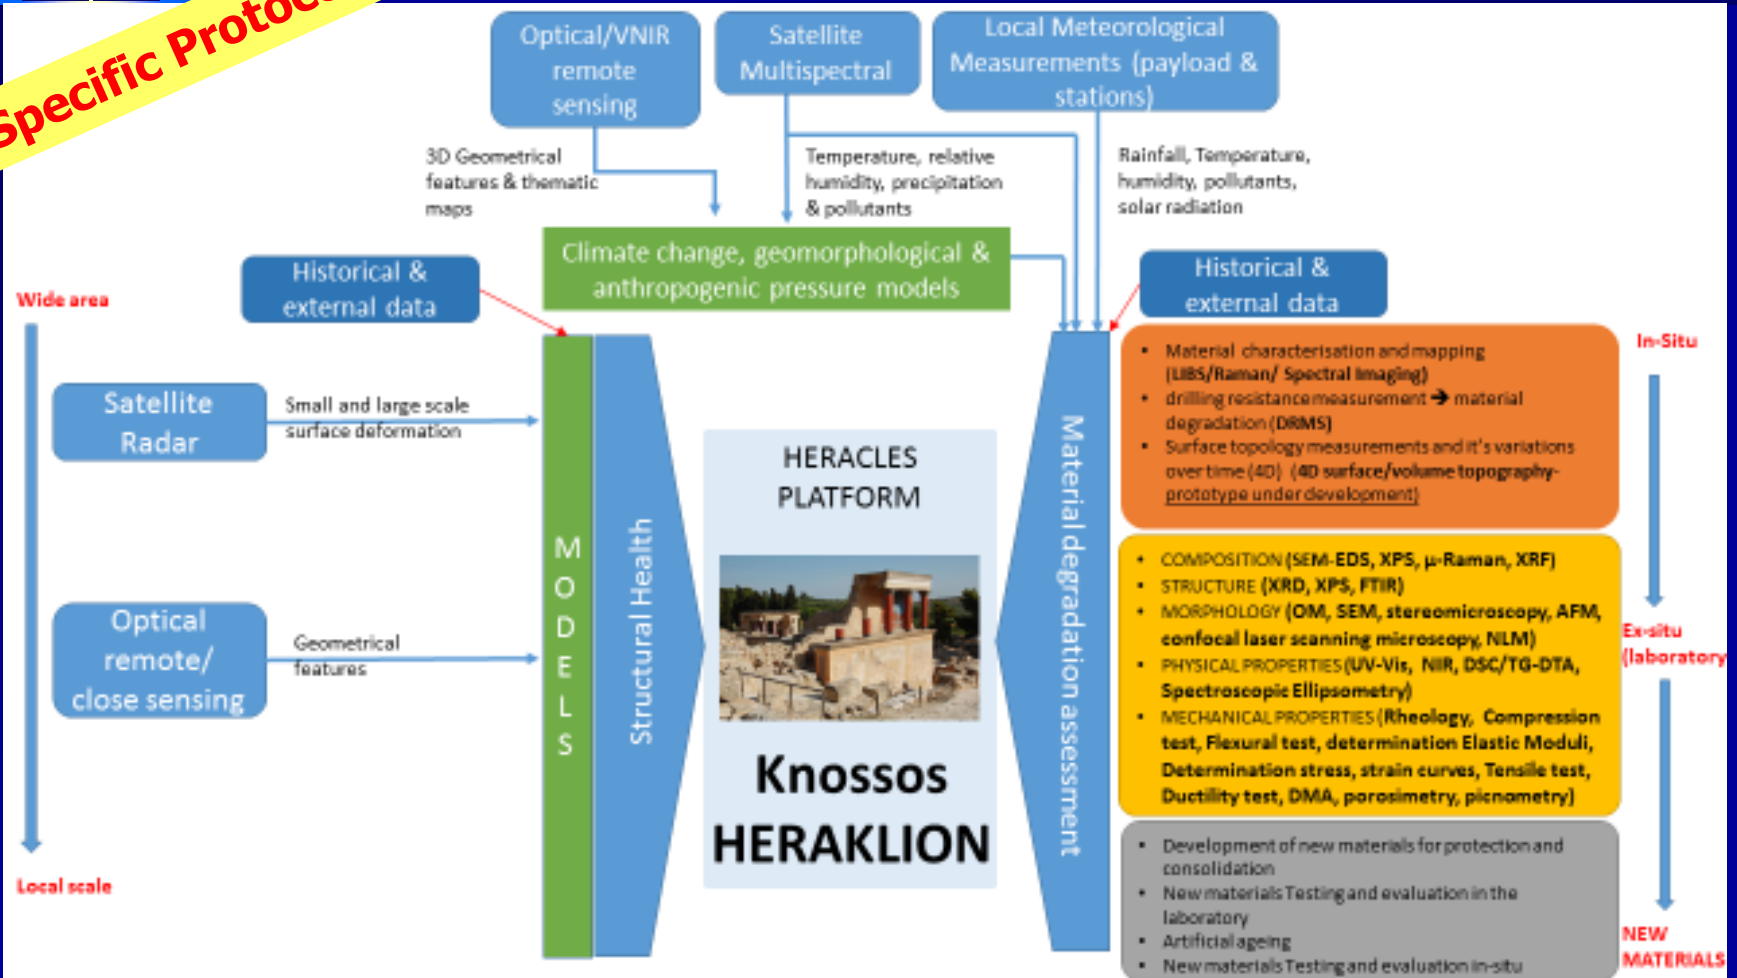 Specific Protoc
Optical/VNIR
remote
sensing
Satellite
Multispectral
Local Meteorological
Measurements (payload &
stations)
3D Geometrical
features & thematic
maps
Temperature, relative
humidity, precipitation
& pollutants
Rainfall, Temperature,
humidity, pollutants,
solar radiation
Climate change, geomorphological &
anthropogenic pressure models
Historical &
external data
Historical &
external data
Wide area
Satellite
Radar
Small and large scale
surface deformation
Optical
remote/
close sensing
Geometrical
features
Local scale
MODELS
Structural Health
HERACLES
PLATFORM
Knossos
HERAKLION
Material degradation assessment
• Material characterisation and mapping
(LIBS/Raman/ Spectral Imaging)
• drilling resistance measurement ➔ material
degradation (DRMS)
• Surface topology measurements and it's variations
over time (4D) (4D surface/volume topography-
prototype under development)
• COMPOSITION (SEM-EDS, XPS, μ-Raman, XRF)
• STRUCTURE (XRD, XPS, FTIR)
• MORPHOLOGY (OM, SEM, stereomicroscopy, AFM,
confocal laser scanning microscopy, NLM)
• PHYSICAL PROPERTIES (UV-Vis, NIR, DSC/TG-DTA,
Spectroscopic Ellipsometry)
• MECHANICAL PROPERTIES (Rheology, Compression
test, Flexural test, determination Elastic Moduli,
Determination stress, strain curves, Tensile test,
Ductility test, DMA, porosimetry, picnometry)
• Development of new materials for protection and
consolidation
• New materials Testing and evaluation in the
laboratory
• Artificial ageing
• New materials Testing and evaluation in-situ
In-Situ
Ex-situ
(laboratory
NEW
MATERIALS